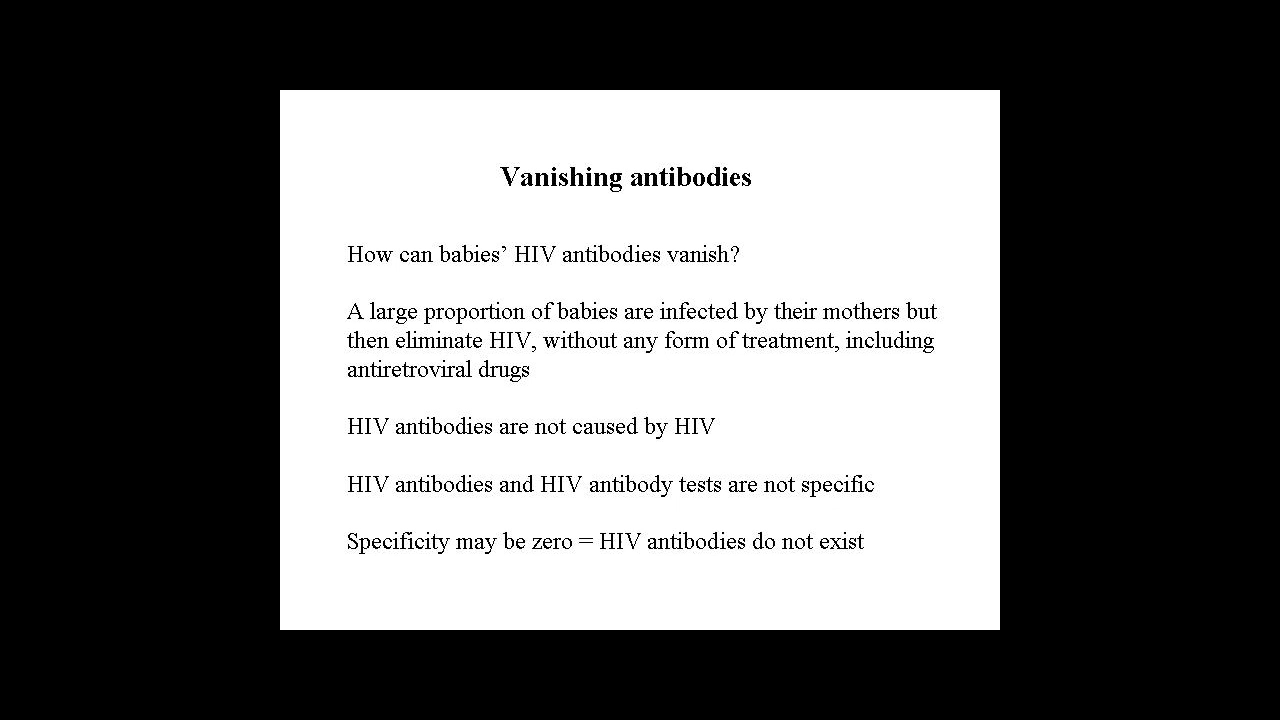 Vanishing antibodies
How can babies’ HIV antibodies vanish?
A large proportion of babies are infected by their mothers but
then eliminate HIV, without any form of treatment, including
antiretroviral drugs
HIV antibodies are not caused by HIV
HIV antibodies and HIV antibody tests are not specific
Specificity may be zero = HIV antibodies do not exist